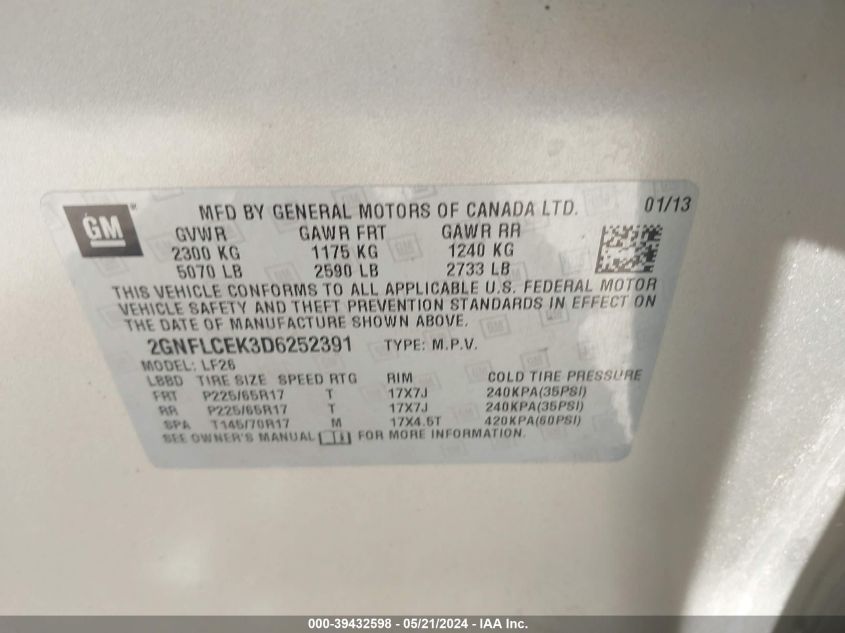 GM
MFD BY GENERAL MOTORS OF CANADA LTD. 01/13
GVWR GAWR FRT GAWR RR
2300 KG 1175 KG 1240 KG
5070 LB 2590 LB 2733 LB
THIS VEHICLE CONFORMS TO ALL APPLICABLE U.S. FEDERAL MOTOR
VEHICLE SAFETY AND THEFT PREVENTION STANDARDS IN EFFECT ON
THE DATE OF MANUFACTURE SHOWN ABOVE.
2GNFLCEK3D6252391 TYPE: M.P.V.
MODEL: LF26
LBBD TIRE SIZE SPEED RTG RIM COLD TIRE PRESSURE
FRT P225/65R17 T 17X7J 240KPA(35PSI)
RR P225/65R17 T 17X7J 240KPA(35PSI)
SPA T145/70R17 M 17X4.5T 420KPA(60PSI)
SEE OWNER'S MANUAL FOR MORE INFORMATION.
000-39432598 - 05/21/2024 - IAA Inc.